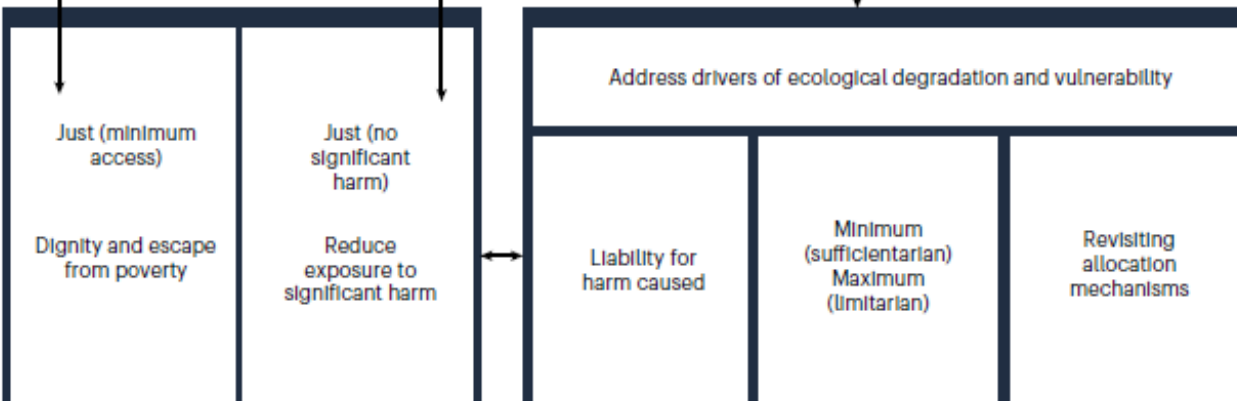 Just (minimum
access)
Dignity and escape
from poverty
Just (no
significant
harm)
Reduce
exposure to
significant harm
Address drivers of ecological degradation and vulnerability
Liability for
harm caused
Minimum
(sufficientarian)
Maximum
(limitarian)
Revisiting
allocation
mechanisms